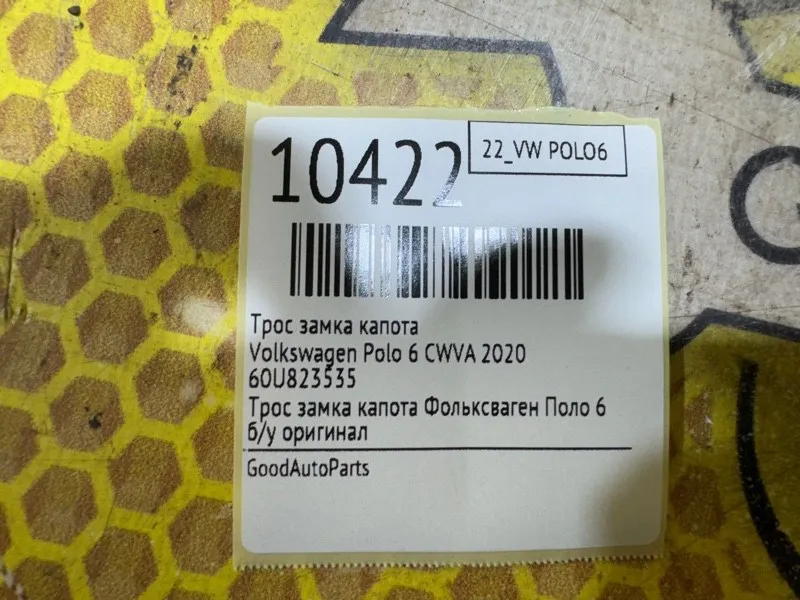 10422
22_VW POLO6
Трос замка капота
Volkswagen Polo 6 CWVA 2020
60U823535
Трос замка капота Фольксваген Поло 6
б/у оригинал
GoodAutoParts
G